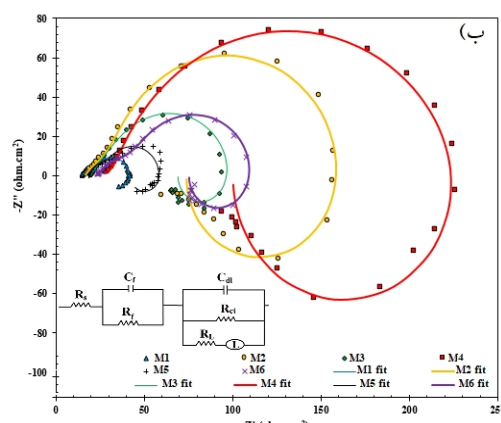 ب)
-Z" (ohm.cm²)
80
60
40
20
0
-20
-40
-60
-80
-100
0
50
100
150
200
25
Rs
Cf
Rf
Cdl
Rct
RL
L
M1 M2 M3 M4
M5 M6 M1 fit M2 fit
M3 fit M4 fit M5 fit M6 fit